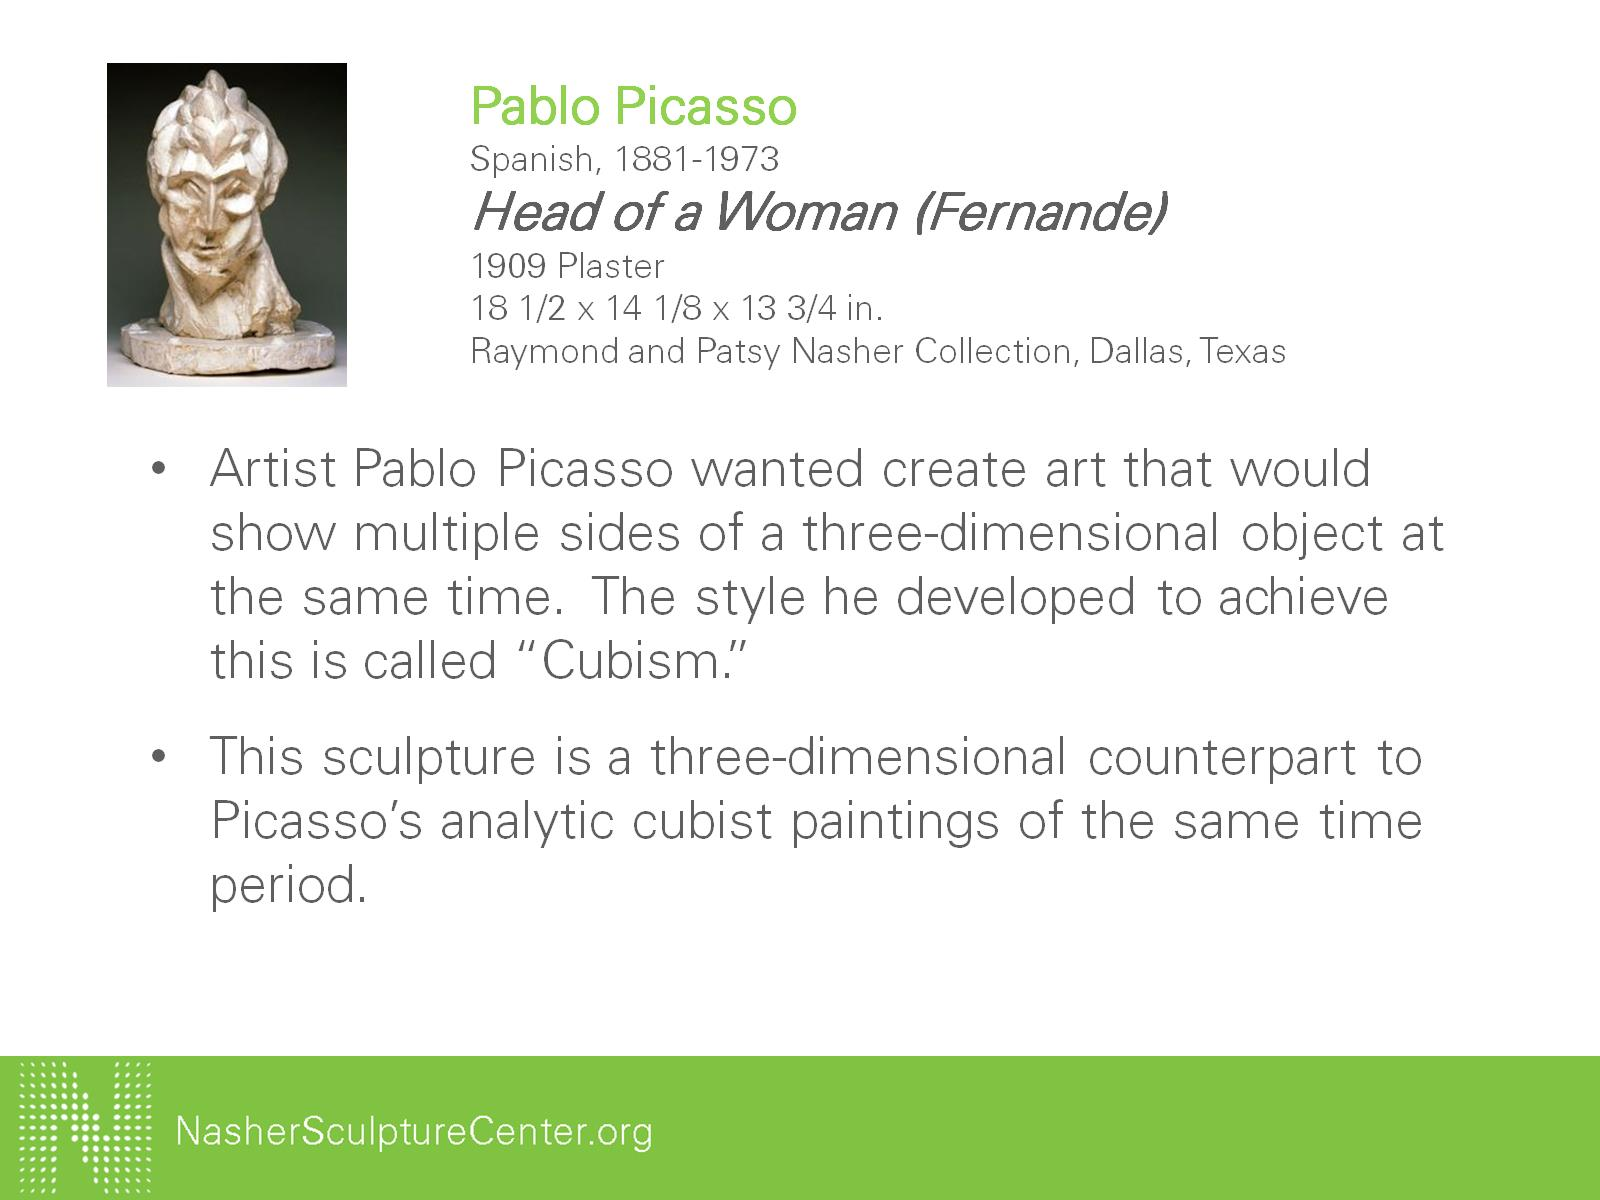 Pablo Picasso
Spanish, 1881-1973
Head of a Woman (Fernande)
1909 Plaster
18 1/2 x 14 1/8 x 13 3/4 in.
Raymond and Patsy Nasher Collection, Dallas, Texas
• Artist Pablo Picasso wanted create art that would
show multiple sides of a three-dimensional object at
the same time. The style he developed to achieve
this is called “Cubism.”
• This sculpture is a three-dimensional counterpart to
Picasso’s analytic cubist paintings of the same time
period.
NasherSculptureCenter.org